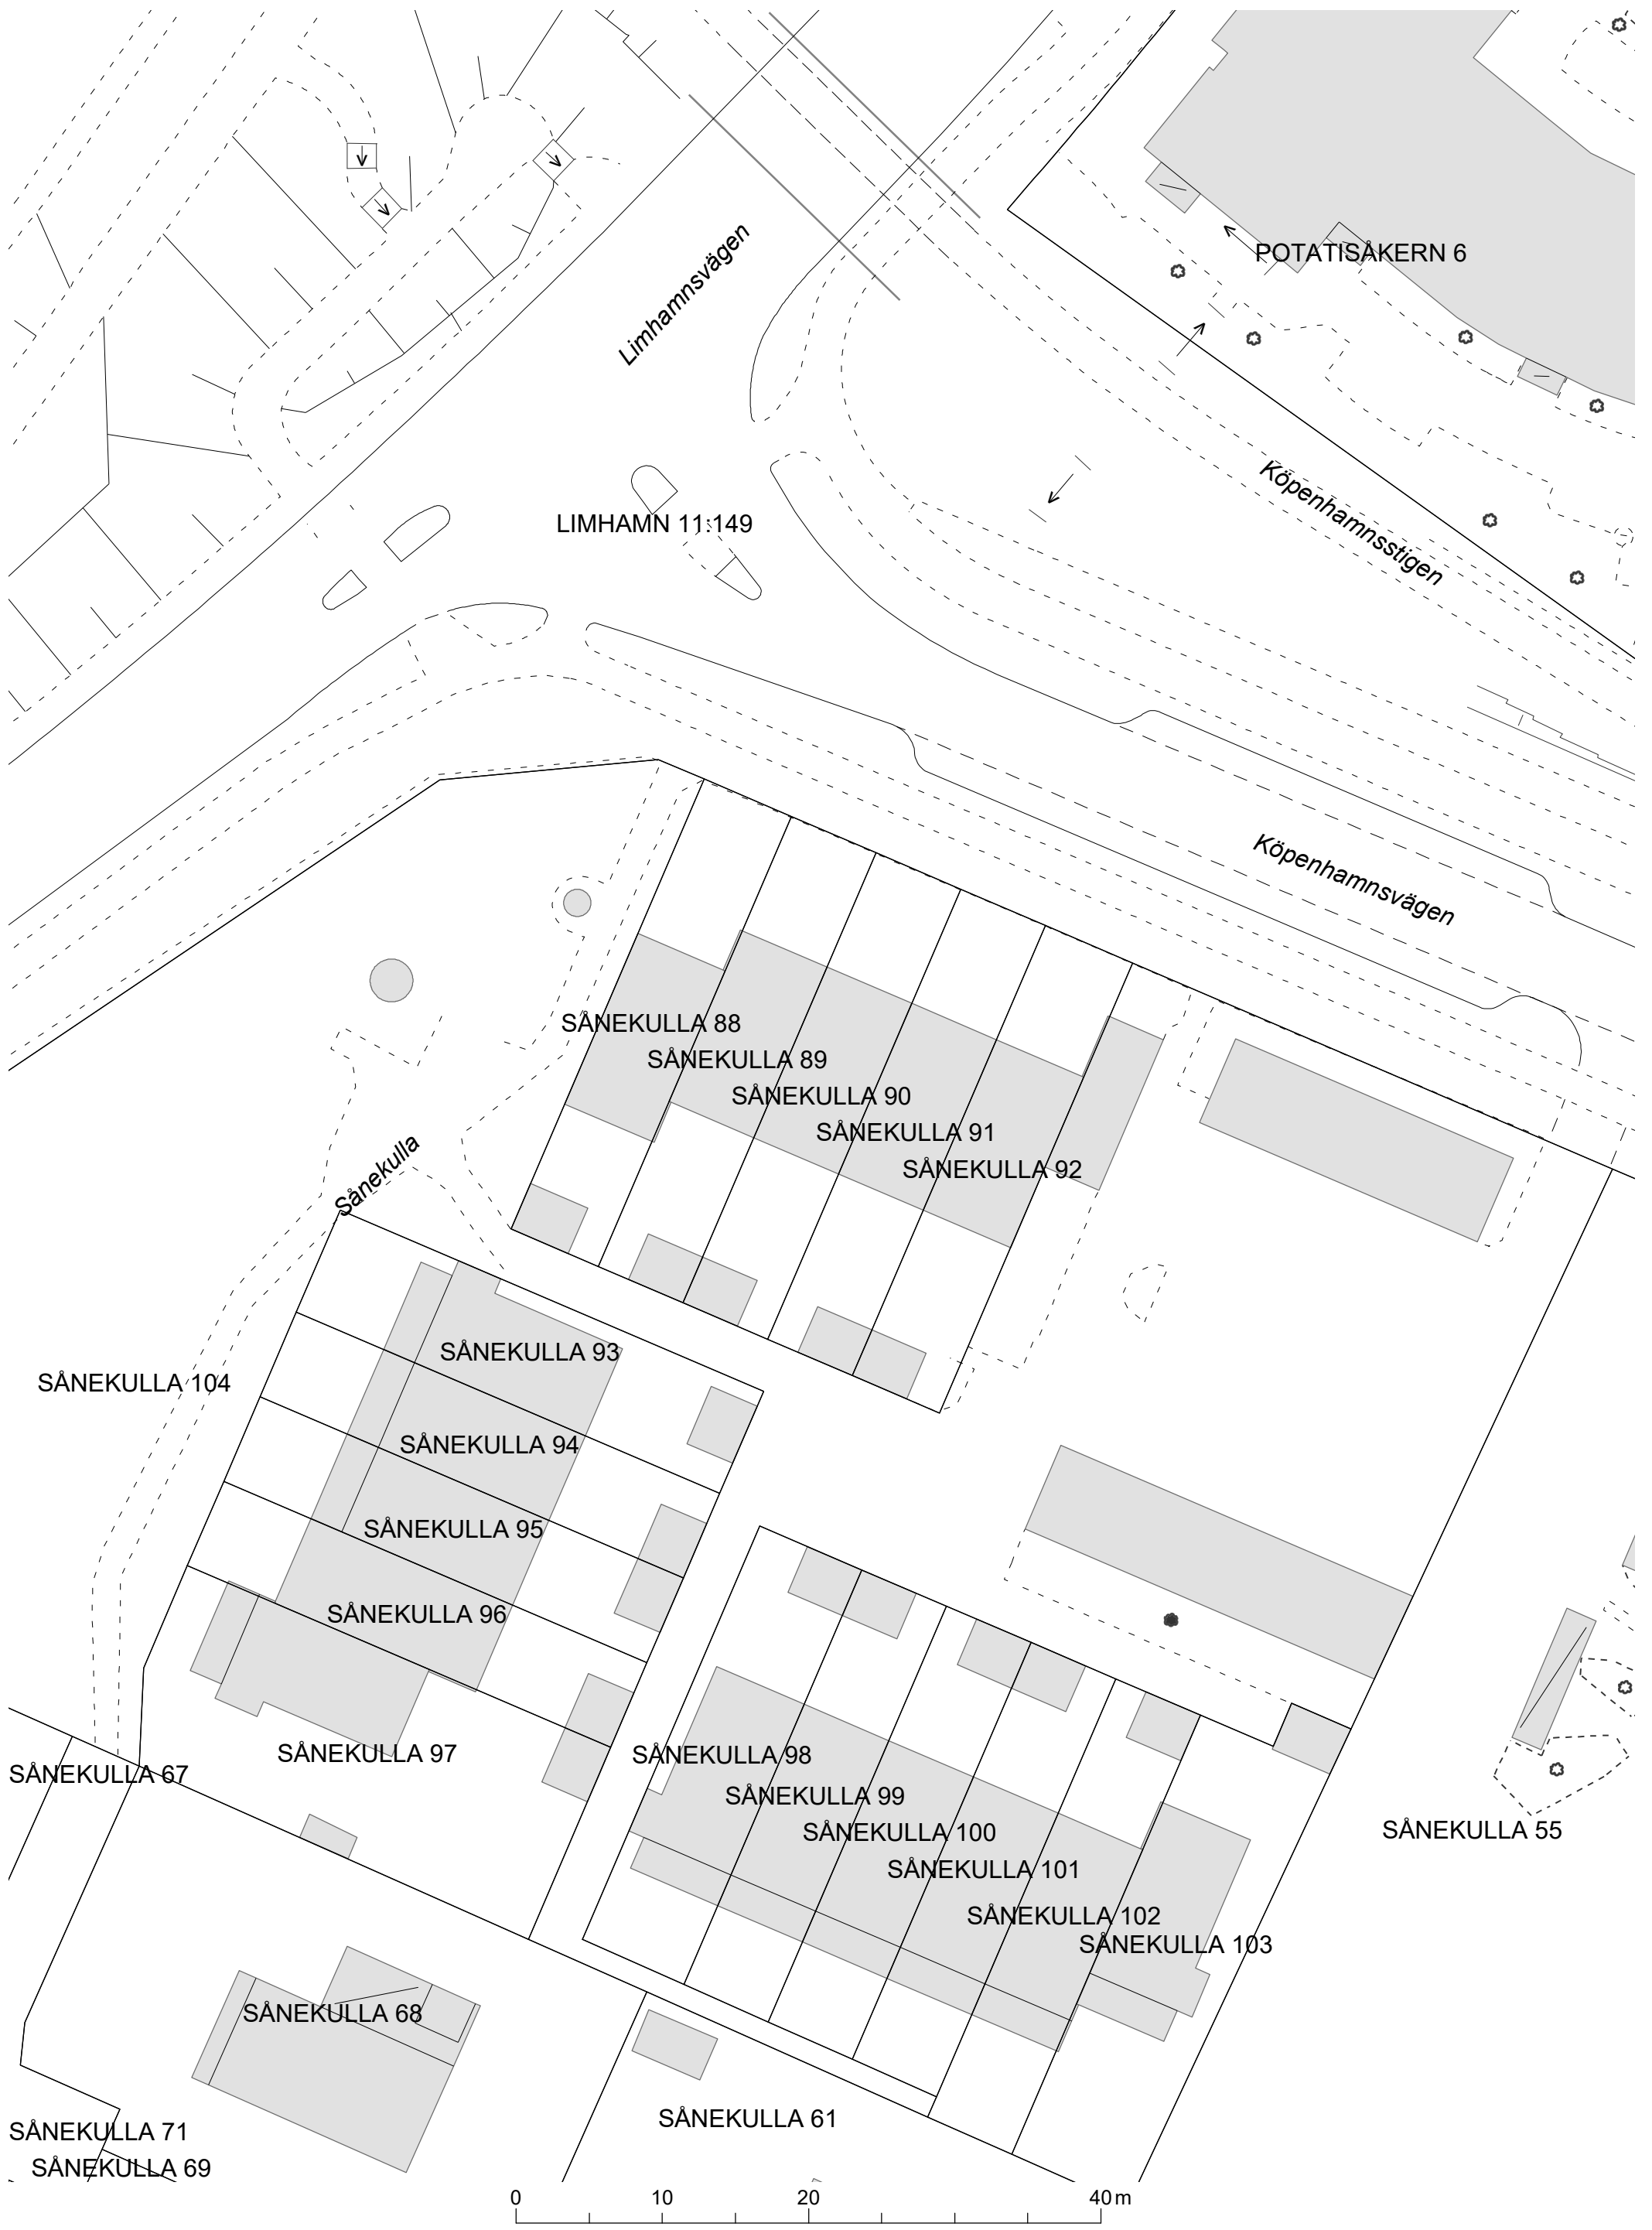 Limhamnsvägen
POTATISÅKERN 6
Köpenhamnsstigen
LIMHAMN 11:149
Köpenhamnsvägen
SÅNEKULLA 88
SÅNEKULLA 89
SÅNEKULLA 90
SÅNEKULLA 91
SÅNEKULLA 92
Sånekulla
SÅNEKULLA 93
SÅNEKULLA 104
SÅNEKULLA 94
SÅNEKULLA 95
SÅNEKULLA 96
SÅNEKULLA 97
SÅNEKULLA 98
SÅNEKULLA 67
SÅNEKULLA 99
SÅNEKULLA 100
SÅNEKULLA 55
SÅNEKULLA 101
SÅNEKULLA 102
SÅNEKULLA 103
SÅNEKULLA 68
SÅNEKULLA 61
SÅNEKULLA 71
SÅNEKULLA 69
0 10 20 40 m